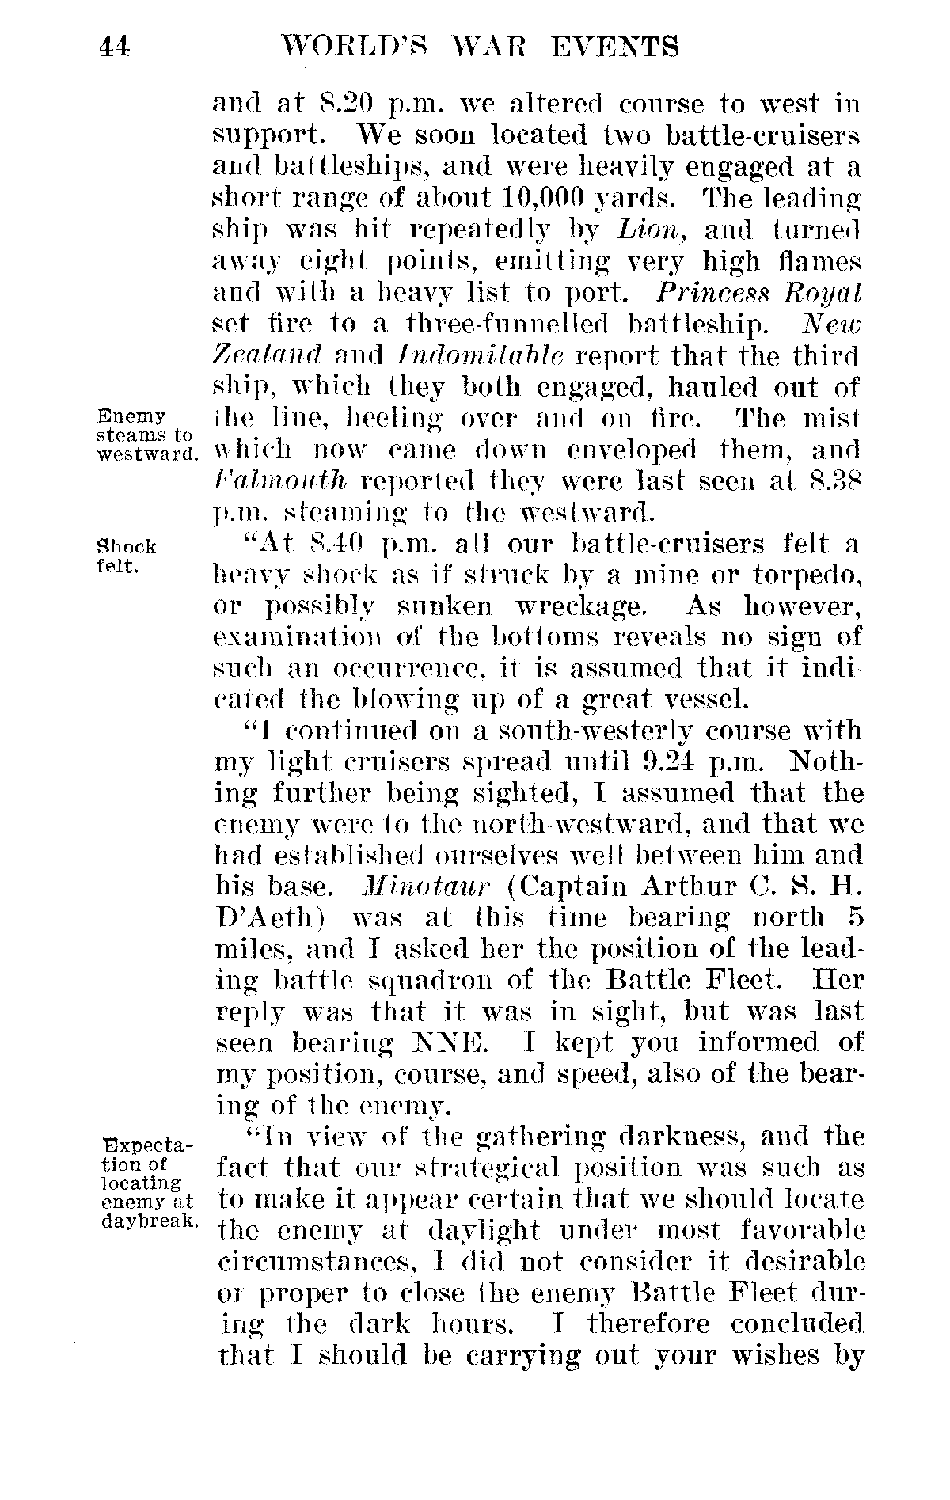 44 WORLD'S WAR EVENTS
and at 8.20 p.m. we altered course to west in
support. We soon located two battle-cruisers
and battleships, and were heavily engaged at a
short range of about 10,000 yards. The leading
ship was hit repeatedly by Lion, and turned
away eight points, emitting very high flames
and with a heavy list to port. Princess Royal
set fire to a three-funnelled battleship. New
Zealand and Indomitable report that the third
ship, which they both engaged, hauled out of
Enemy
steams to
westward.
the line, heeling over and on fire. The mist
which now came down enveloped them, and
Falmouth reported they were last seen at 8.38
p.m. steaming to the westward.
Shock
felt.
"At 8.40 p.m. all our battle-cruisers felt a
heavy shock as if struck by a mine or torpedo,
or possibly sunken wreckage. As however,
examination of the bottoms reveals no sign of
such an occurrence, it is assumed that it indi-
cated the blowing up of a great vessel.
"I continued on a south-westerly course with
my light cruisers spread until 9.24 p.m. Noth-
ing further being sighted, I assumed that the
enemy were to the north-westward, and that we
had established ourselves well between him and
his base. Minotaur (Captain Arthur C. S. H.
D'Aeth) was at this time bearing north 5
miles, and I asked her the position of the lead-
ing battle squadron of the Battle Fleet. Her
reply was that it was in sight, but was last
seen bearing NNE. I kept you informed of
my position, course, and speed, also of the bear-
ing of the enemy.
Expecta-
tion of
locating
enemy at
daybreak.
"In view of the gathering darkness, and the
fact that our strategical position was such as
to make it appear certain that we should locate
the enemy at daylight under most favorable
circumstances, I did not consider it desirable
or proper to close the enemy Battle Fleet dur-
ing the dark hours. I therefore concluded
that I should be carrying out your wishes by